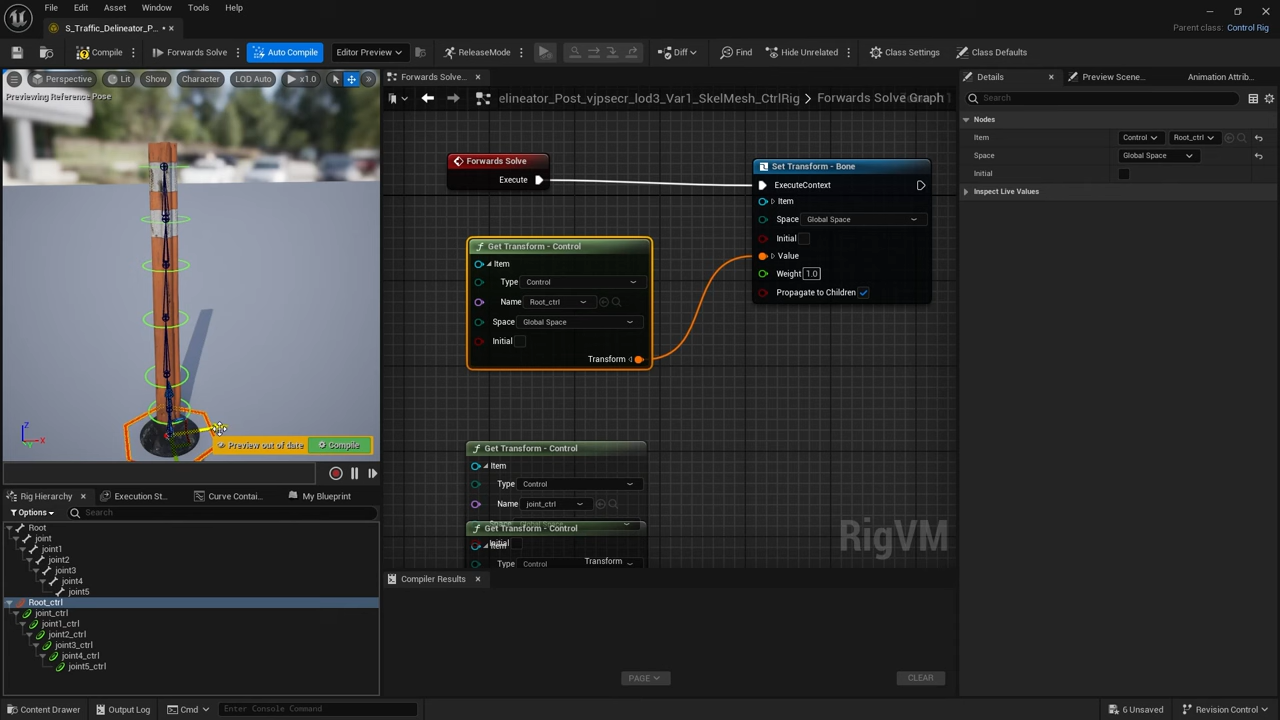 File Edit Asset Window Tools Help
S_Traffic_Delineator_P... •
Parent class: Control Rig
Compile Forwards Solve Auto Compile Editor Preview ReleaseMode Diff Find Hide Unrelated Class Settings Class Defaults
Perspective Lit Show Character LOD Auto x1.0
Previewing Reference Pose
Forwards Solve...
elineator_Post_vjpsecr_lod3_Var1_SkelMesh_CtrlRig > Forwards Solve Graph
Forwards Solve
Execute
Set Transform - Bone
ExecuteContext
Item
Space Global Space
Initial
Value
Weight 1.0
Propagate to Children
Get Transform - Control
Item
Type Control
Name Root_ctrl
Space Global Space
Initial
Transform
Get Transform - Control
Item
Type Control
Name joint_ctrl
Get Transform - Control
Initial
Item
Type Control Transform
RigVM
Z
X
Preview out of date Compile
Rig Hierarchy Execution St... Curve Contai... My Blueprint
Options Search
Root
joint
joint1
joint2
joint3
joint4
joint5
Root_ctrl
joint_ctrl
joint1_ctrl
joint2_ctrl
joint3_ctrl
joint4_ctrl
joint5_ctrl
Compiler Results
PAGE CLEAR
Details Preview Scene... Animation Attrib...
Search
Nodes
Item Control Root_ctrl
Space Global Space
Initial
Inspect Live Values
Content Drawer Output Log Cmd Enter Console Command 6 Unsaved Revision Control